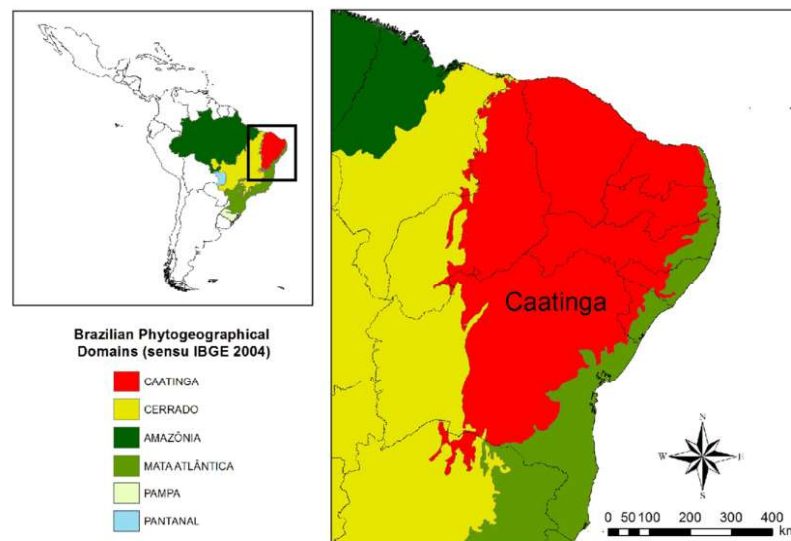 Brazilian Phytogeographical
Domains (sensu IBGE 2004)
CAATINGA
CERRADO
AMAZÔNIA
MATA ATLÂNTICA
PAMPA
PANTANAL
Caatinga
N
W E
S
0 50 100 200 300 400
km